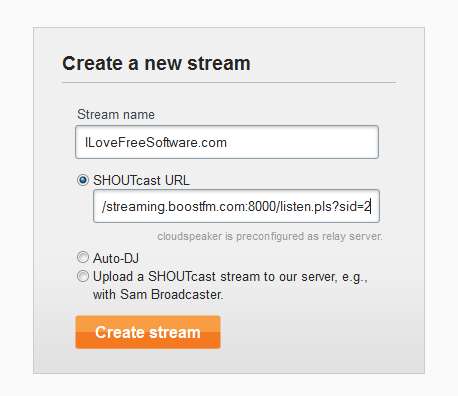 Create a new stream
Stream name
ILoveFreeSoftware.com
SHOUTcast URL
/streaming.boostfm.com:8000/listen.pls?sid=2
cloudspeaker is preconfigured as relay server.
Auto-DJ
Upload a SHOUTcast stream to our server, e.g.,
with Sam Broadcaster.
Create stream